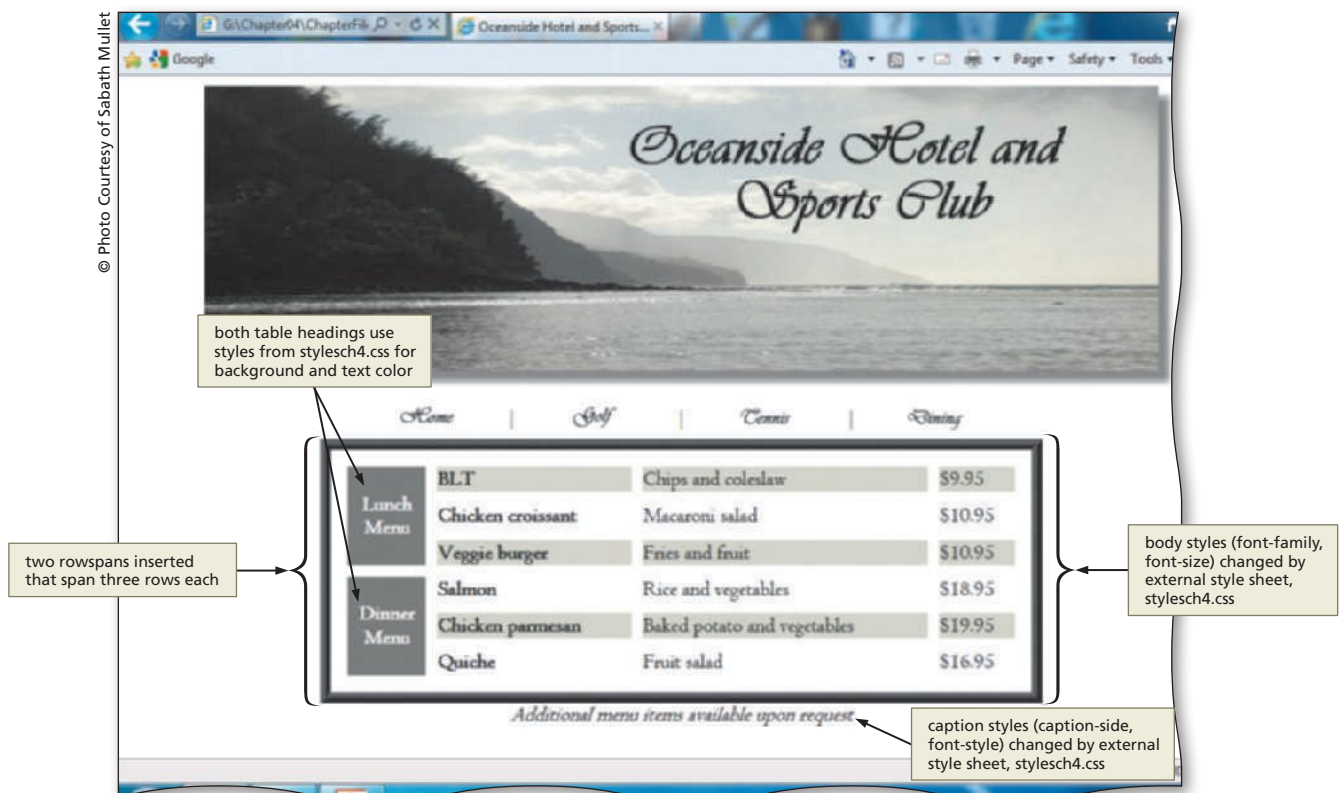 © Photo Courtesy of Sabath Mullet
G:\Chapter04\ChapterFile
Oceanside Hotel and Sports...
Google
Page
Safety
Tools
Oceanside Hotel and
Sports Club
both table headings use
styles from stylesch4.css for
background and text color
Home | Golf | Tennis | Dining
Lunch
Menu
BLT Chips and coleslaw $9.95
Chicken croissant Macaroni salad $10.95
Veggie burger Fries and fruit $10.95
Dinner
Menu
Salmon Rice and vegetables $18.95
Chicken parmesan Baked potato and vegetables $19.95
Quiche Fruit salad $16.95
Additional menu items available upon request
two rowspans inserted
that span three rows each
body styles (font-family,
font-size) changed by
external style sheet,
stylesch4.css
caption styles (caption-side,
font-style) changed by external
style sheet, stylesch4.css